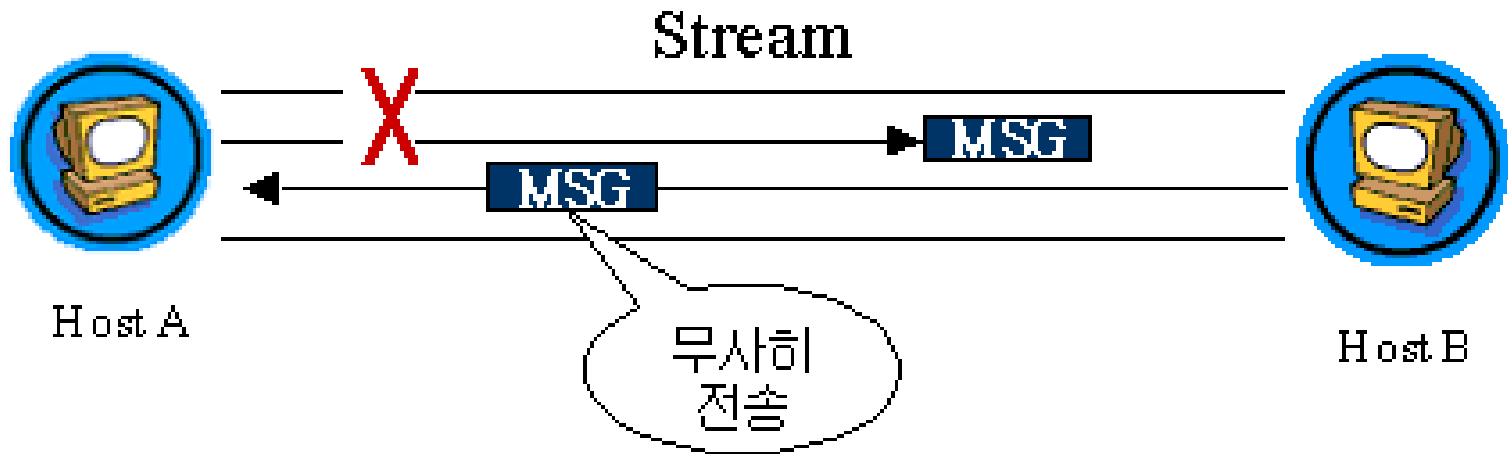 Stream
MSG
MSG
Host A
무사히
전송
Host B